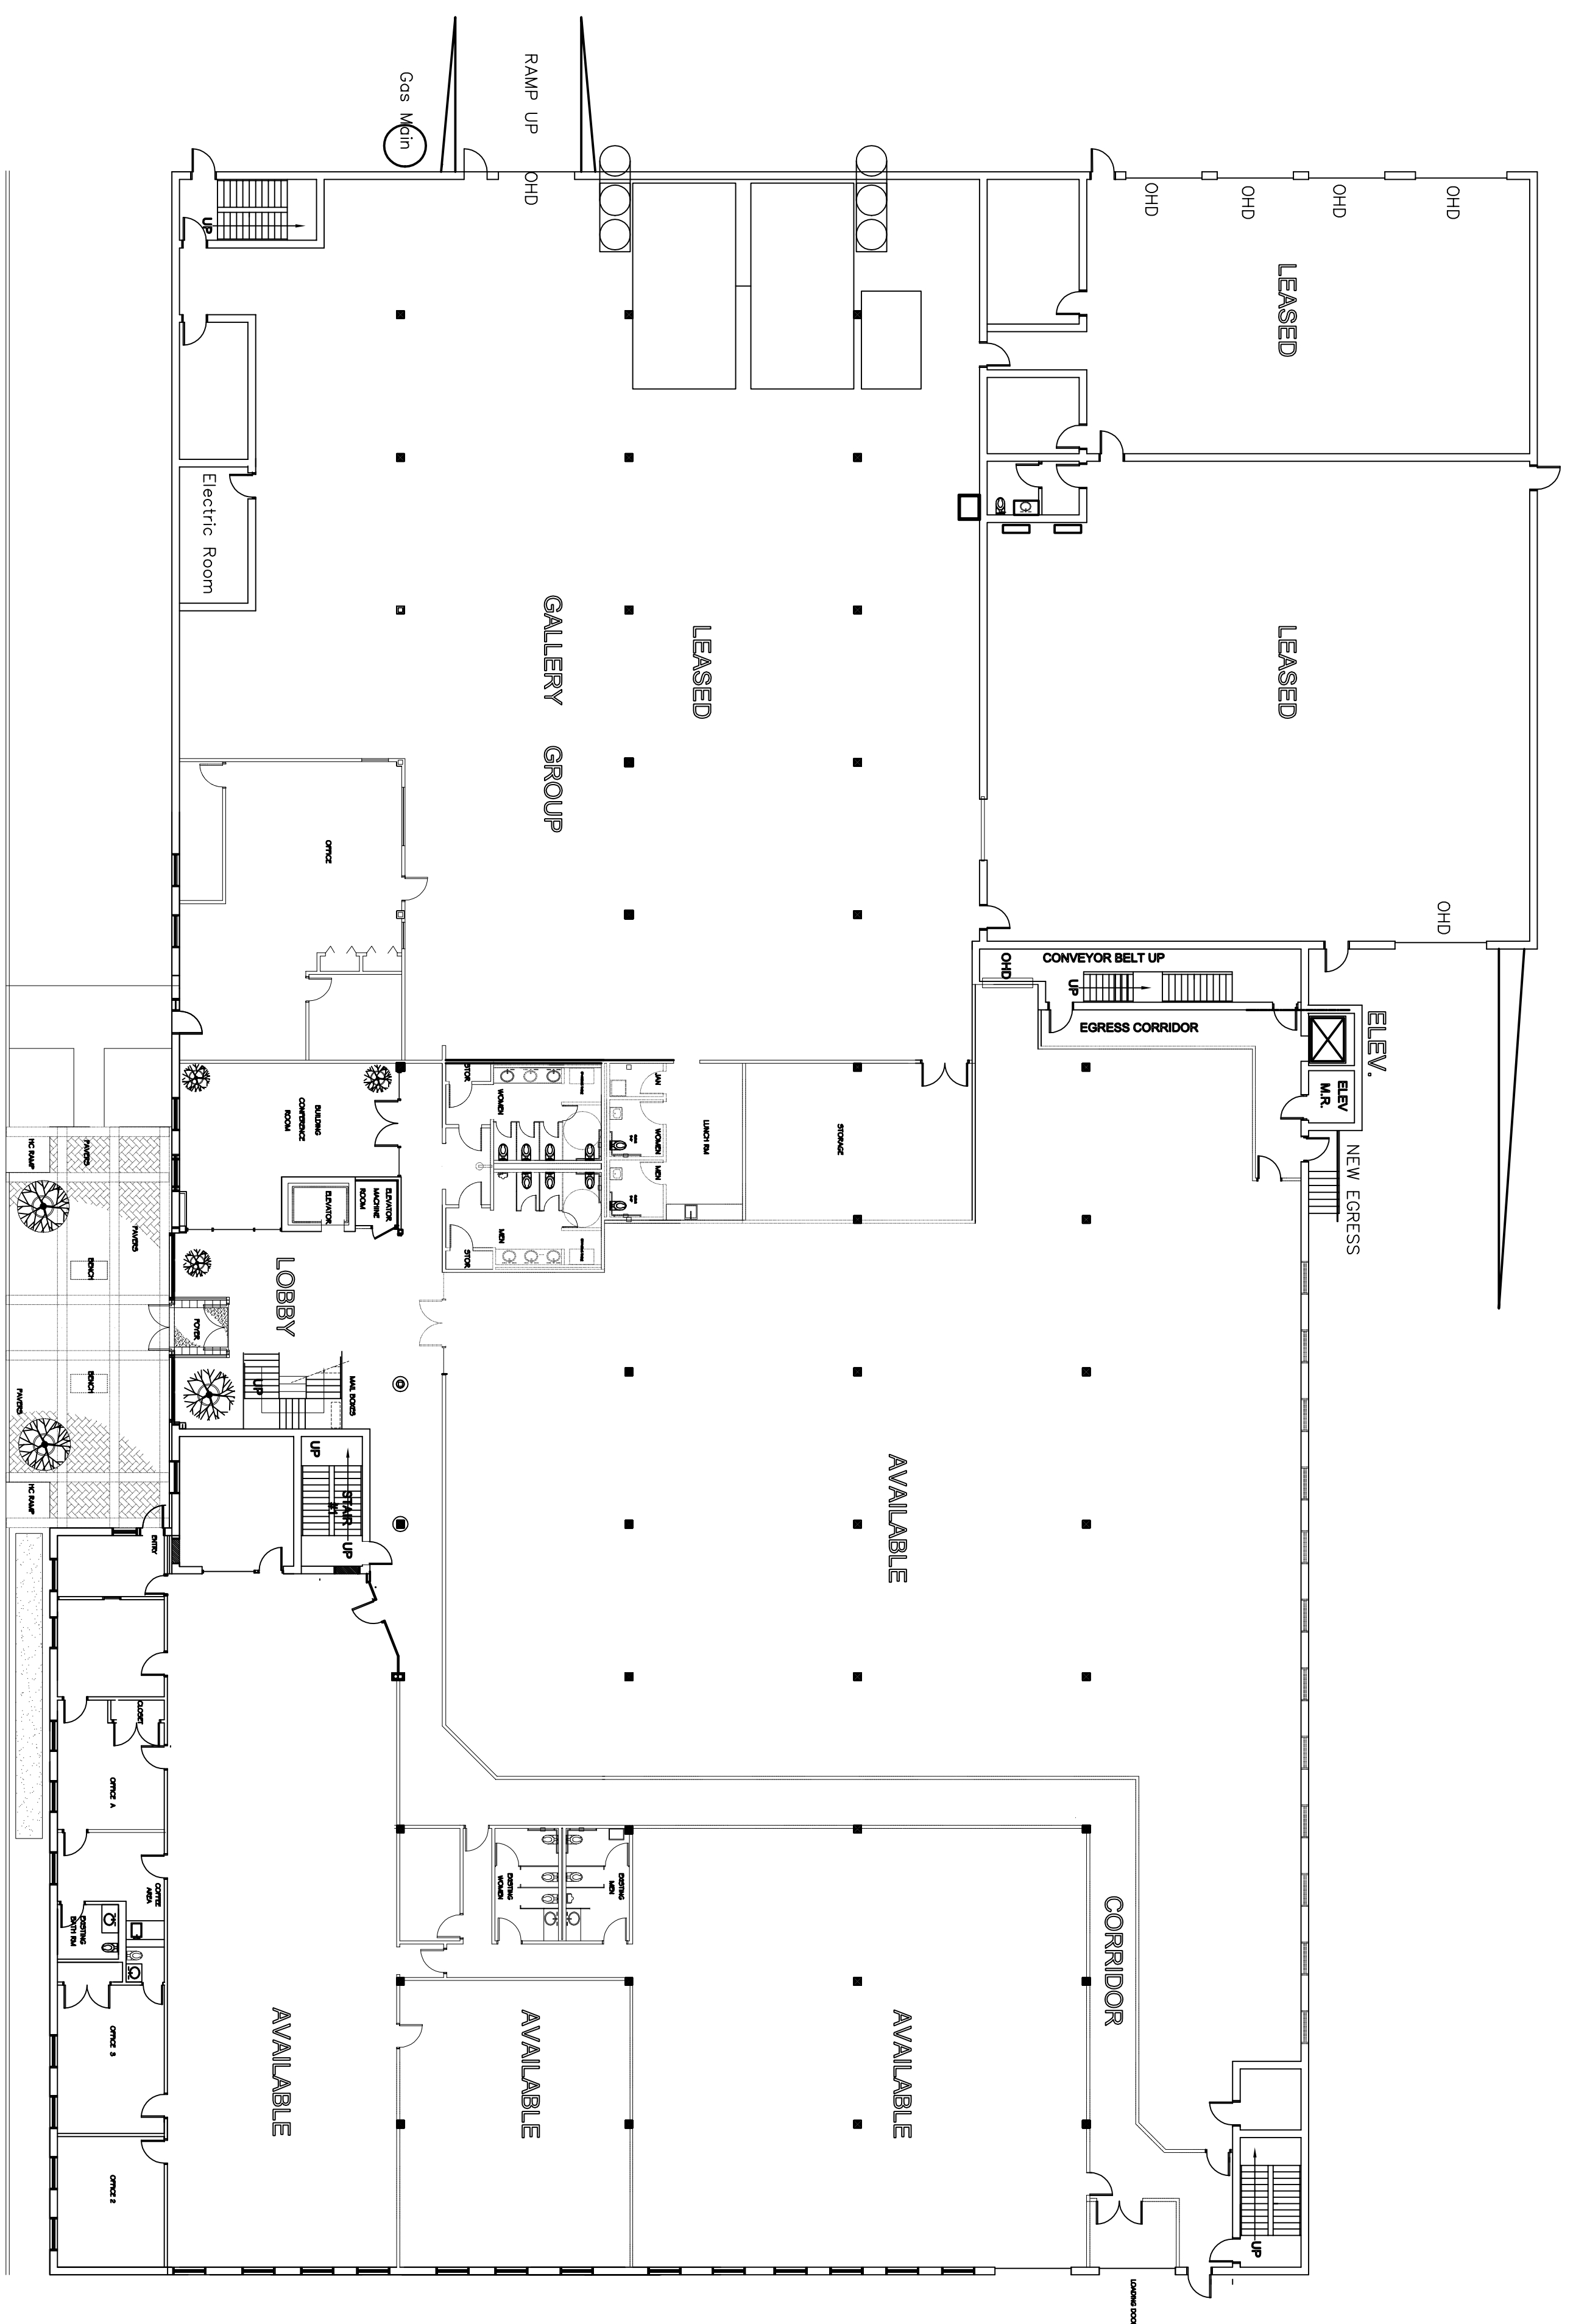 RAMP UP
Gas Main
OHD
OHD
OHD
OHD
OHD
UP
LEASED
Electric Room
GALLERY GROUP
LEASED
LEASED
OFFICE
OHD
CONVEYOR BELT UP
OHD
UP
EGRESS CORRIDOR
ELEV.
ELEV
M.R.
NEW EGRESS
STOR
WOMEN
JAN
WOMEN
MEN
LUNCH RM
STORAGE
BUILDING
CONFERENCE
ROOM
ELEVATOR
ELEVATOR
MACHINE
ROOM
MEN
STOR
HC RAMP
PAVERS
PAVERS
BENCH
LOBBY
FOYER
BENCH
PAVERS
UP
MAIL BOXES
HC RAMP
UP
STAIR
#1
UP
ENTRY
AVAILABLE
CLOSET
OFFICE A
COFFEE
AREA
EXISTING
BATH RM
EXISTING
WOMEN
EXISTING
MEN
CORRIDOR
OFFICE 3
AVAILABLE
AVAILABLE
AVAILABLE
OFFICE 2
UP